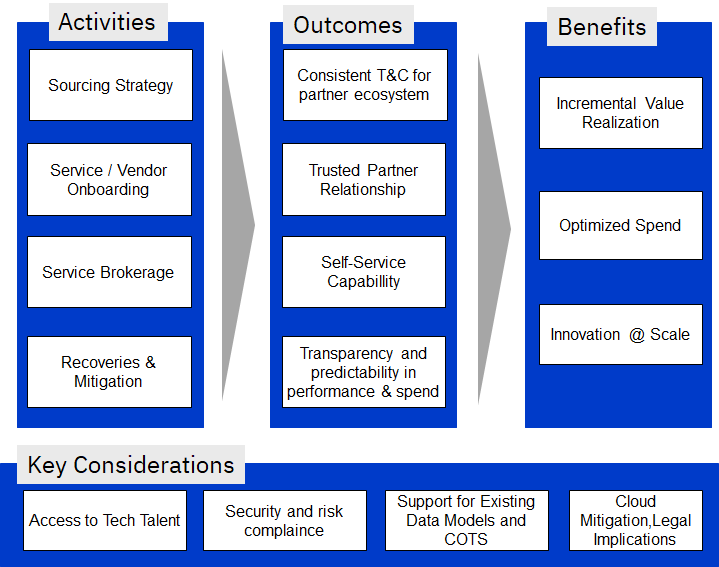 Activities
Sourcing Strategy
Service / Vendor
Onboarding
Service Brokerage
Recoveries &
Mitigation
Outcomes
Consistent T&C for
partner ecosystem
Trusted Partner
Relationship
Self-Service
Capabillity
Transparency and
predictability in
performance & spend
Benefits
Incremental Value
Realization
Optimized Spend
Innovation @ Scale
Key Considerations
Access to Tech Talent
Security and risk
complaince
Support for Existing
Data Models and
COTS
Cloud
Mitigation,Legal
Implications